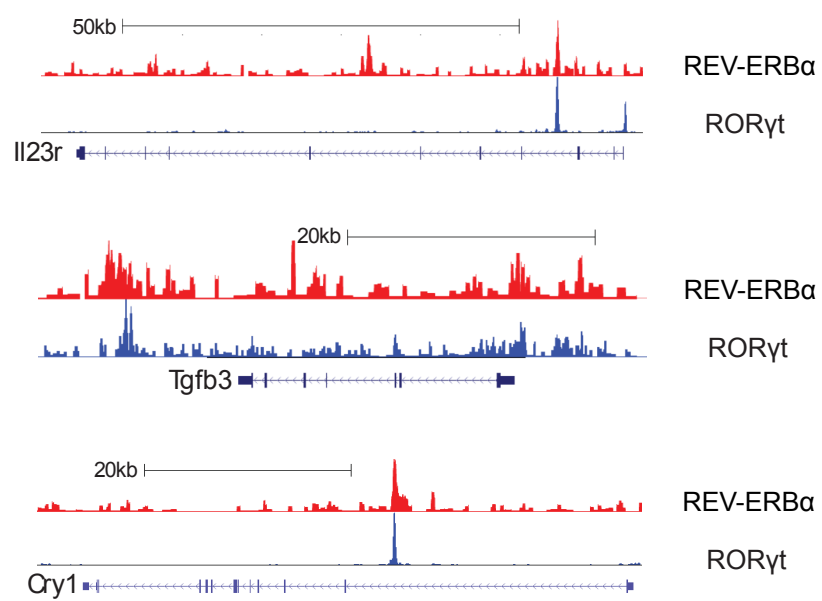 50kb
REV-ERBα
RORγt
Il23r
20kb
REV-ERBα
RORγt
Tgfb3
20kb
REV-ERBα
RORγt
Cry1